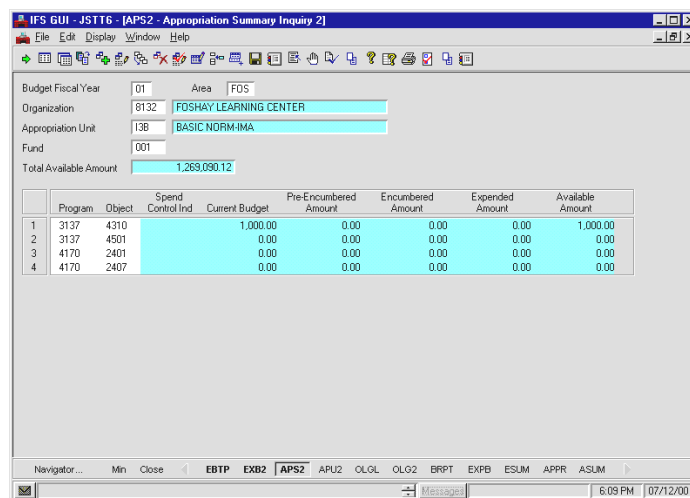 IFS GUI - JSTT6 - [APS2 - Appropriation Summary Inquiry 2]
File Edit Display Window Help
Budget Fiscal Year 01 Area FOS
Organization 8132 FOSHAY LEARNING CENTER
Appropriation Unit I3B BASIC NORM-IMA
Fund 001
Total Available Amount 1,269,090.12
Program Object Spend Control Ind Current Budget Pre-Encumbered Amount Encumbered Amount Expended Amount Available Amount
1 3137 4310 1,000.00 0.00 0.00 0.00 1,000.00
2 3137 4501 0.00 0.00 0.00 0.00 0.00
3 4170 2401 0.00 0.00 0.00 0.00 0.00
4 4170 2407 0.00 0.00 0.00 0.00 0.00
Navigator... Min Close EBTP EXB2 APS2 APU2 OLGL OLG2 BRPT EXPB ESUM APPR ASUM
Messages 6:09 PM 07/12/00